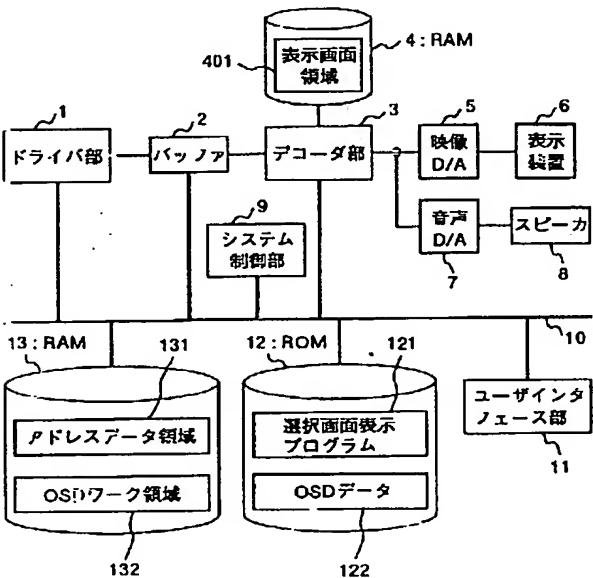 4:RAM
401
表示画面
領域
1
ドライバ部
2
バッファ
3
デコーダ部
5
映像
D/A
6
表示
装置
9
システム
制御部
音声
D/A
7
スピーカ
8
10
13:RAM
131
アドレスデータ領域
OSDワーク領域
132
12:ROM
121
選択画面表示
プログラム
OSDデータ
122
ユーザインタ
フェース部
11